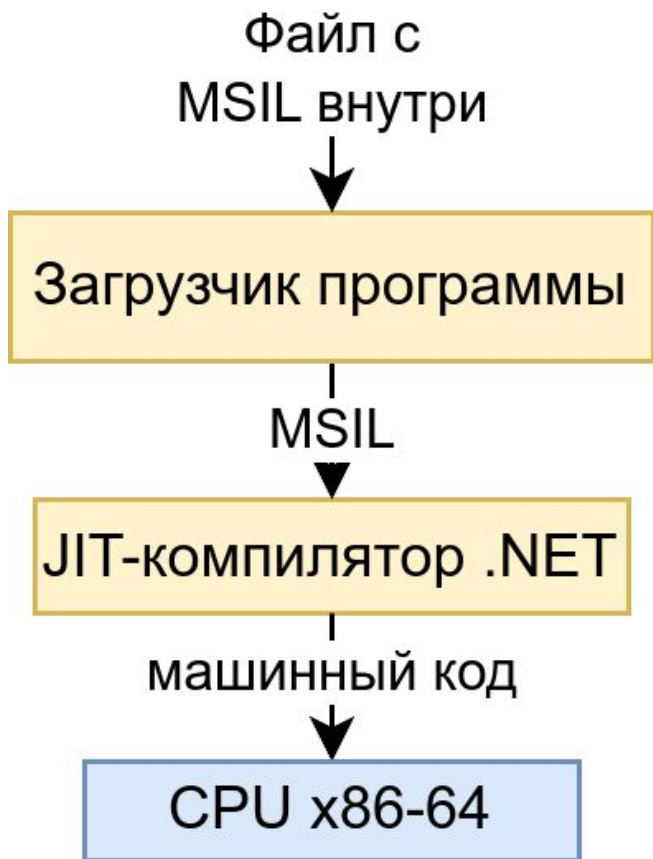 Файл с
MSIL внутри
Загрузчик программы
MSIL
JIT-компилятор .NET
машинный код
CPU x86-64